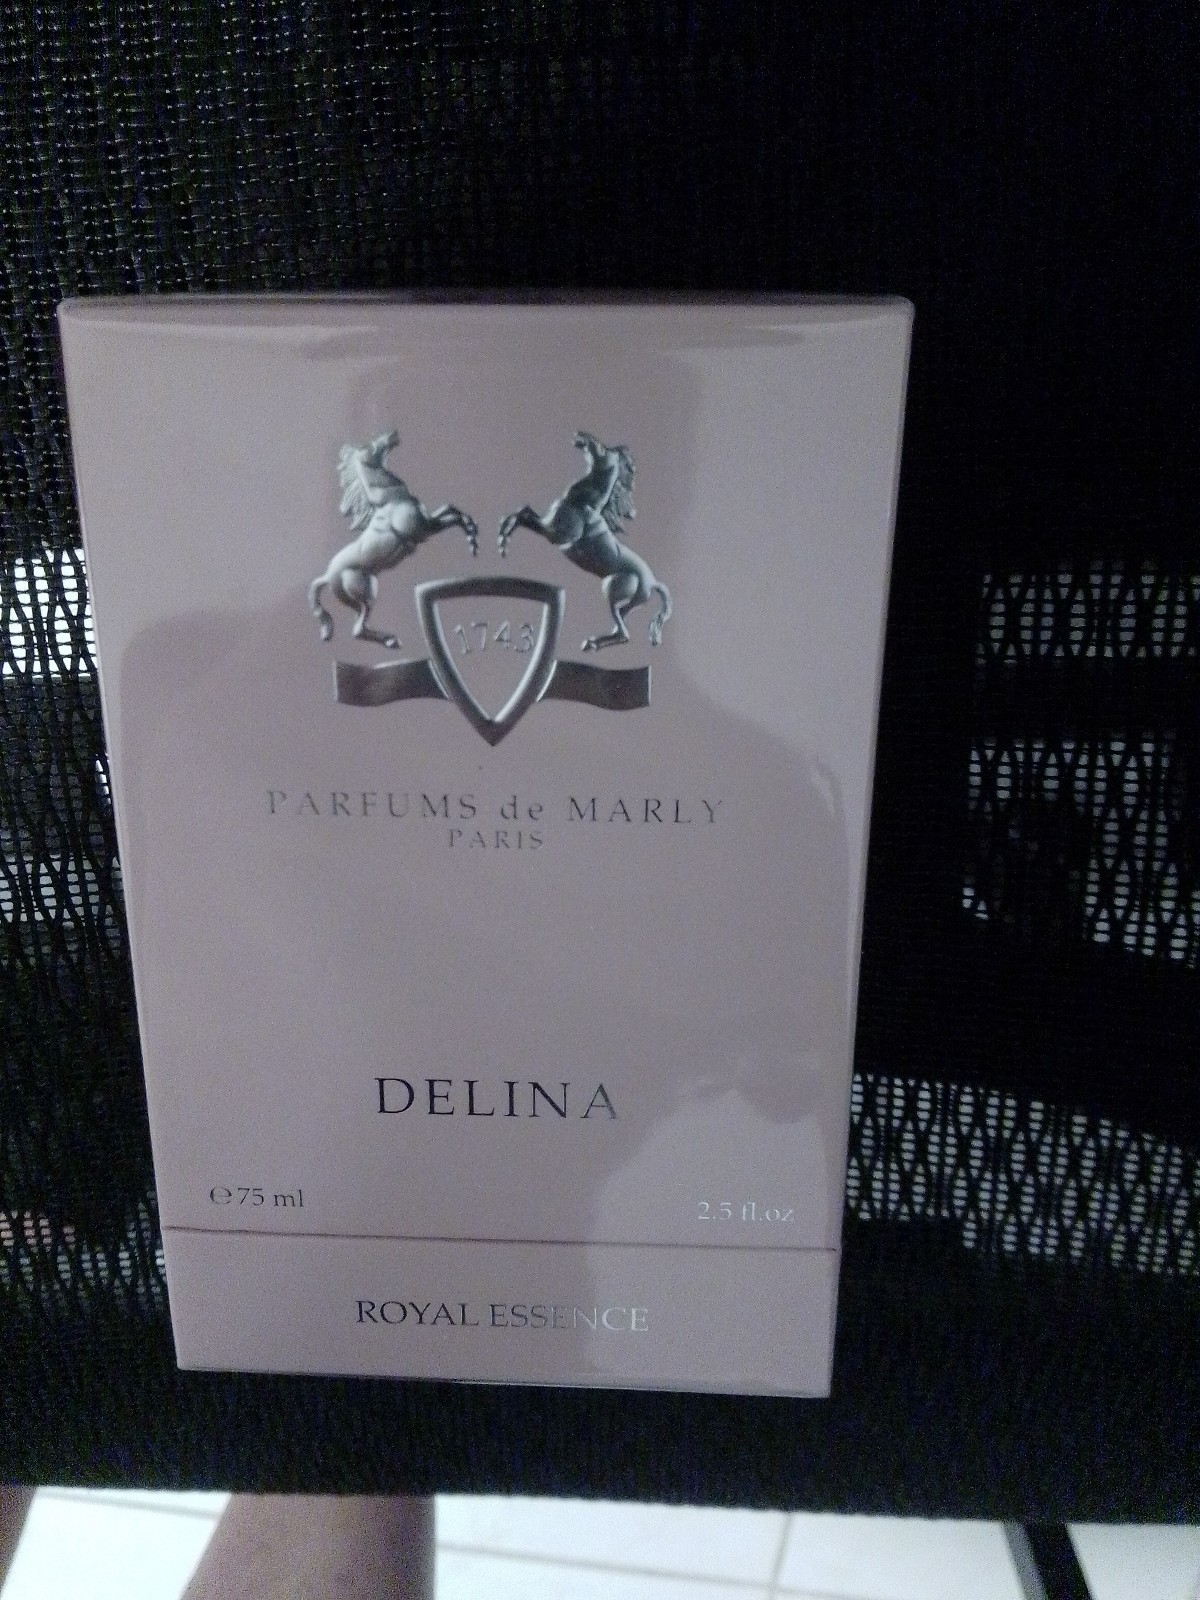 1743
PARFUMS de MARLY
PARIS
DELINA
℮75 ml
2.5 fl.oz
ROYAL ESSENCE